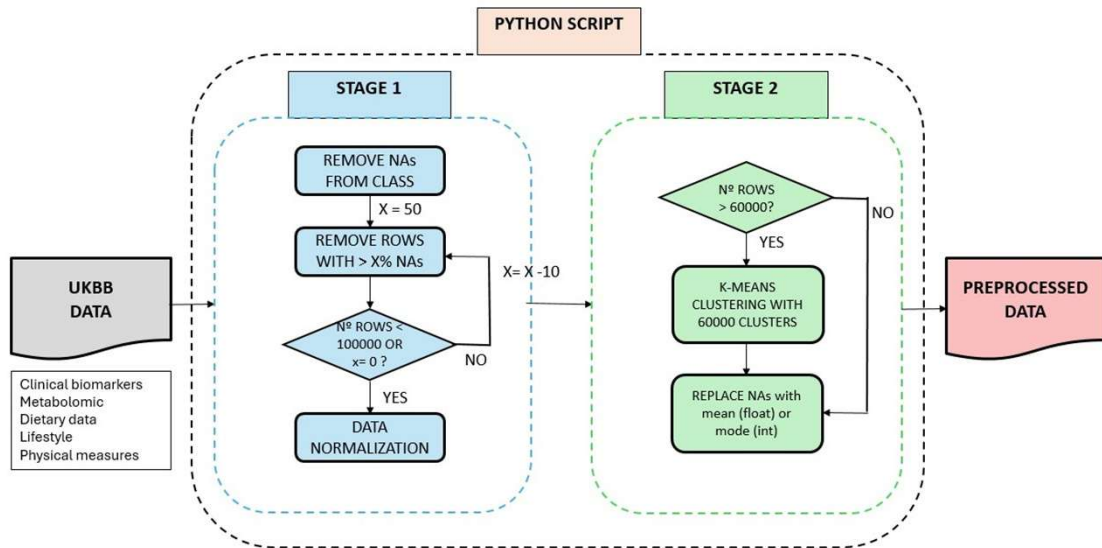 PYTHON SCRIPT
STAGE 1
REMOVE NAs
FROM CLASS
X = 50
REMOVE ROWS
WITH > X% NAs
X= X -10
Nº ROWS <
100000 OR
x= 0 ?
NO
YES
DATA
NORMALIZATION
STAGE 2
Nº ROWS
> 60000?
NO
YES
K-MEANS
CLUSTERING WITH
60000 CLUSTERS
REPLACE NAs with
mean (float) or
mode (int)
UKBB
DATA
Clinical biomarkers
Metabolomic
Dietary data
Lifestyle
Physical measures
PREPROCESSED
DATA